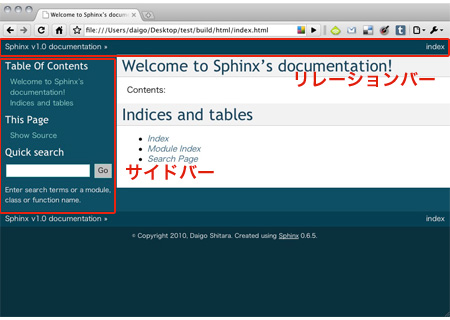 Welcome to Sphinx's docum...
file:///Users/daigo/Desktop/test/build/html/index.html
Sphinx v1.0 documentation »
index
Table Of Contents
Welcome to Sphinx's
documentation!
Indices and tables
This Page
Show Source
Quick search
Go
Enter search terms or a module,
class or function name.
Welcome to Sphinx's documentation!
リレーションバー
Contents:
Indices and tables
Index
Module Index
Search Page
サイドバー
Sphinx v1.0 documentation »
index
© Copyright 2010, Daigo Shitara. Created using Sphinx 0.6.5.